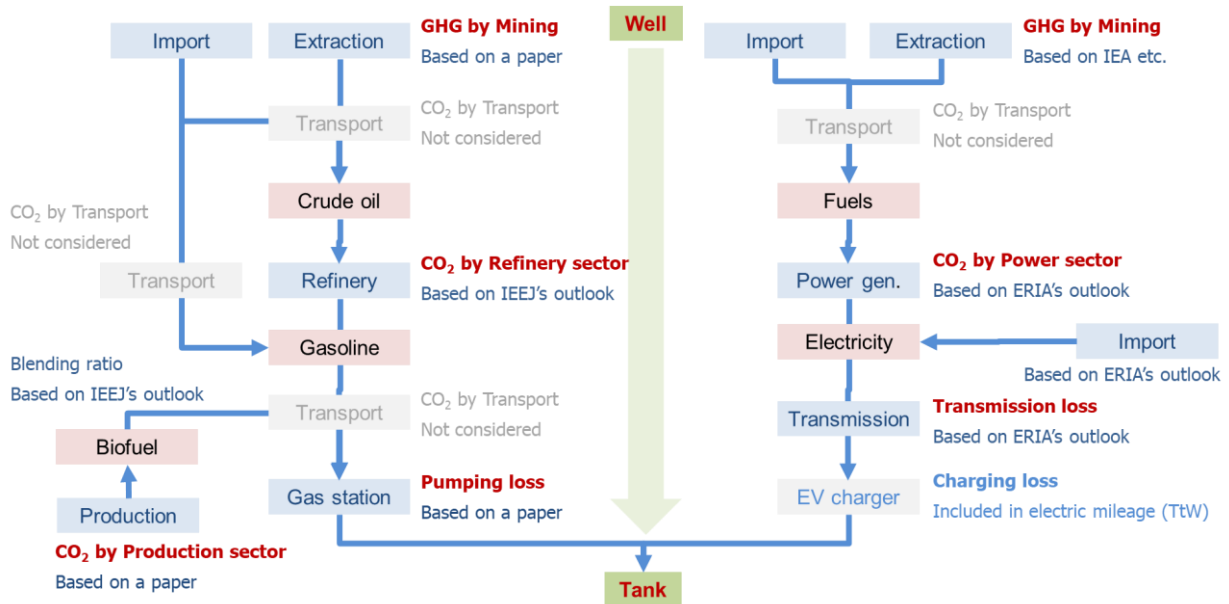 Import
Extraction
GHG by Mining
Based on a paper
Transport
CO₂ by Transport
Not considered
Crude oil
CO₂ by Transport
Not considered
Transport
Refinery
CO₂ by Refinery sector
Based on IEEJ's outlook
Gasoline
Blending ratio
Based on IEEJ's outlook
Transport
CO₂ by Transport
Not considered
Biofuel
Production
CO₂ by Production sector
Based on a paper
Gas station
Pumping loss
Based on a paper
Well
Tank
Import
Extraction
GHG by Mining
Based on IEA etc.
Transport
CO₂ by Transport
Not considered
Fuels
Power gen.
CO₂ by Power sector
Based on ERIA's outlook
Electricity
Import
Based on ERIA's outlook
Transmission
Transmission loss
Based on ERIA's outlook
EV charger
Charging loss
Included in electric mileage (TtW)